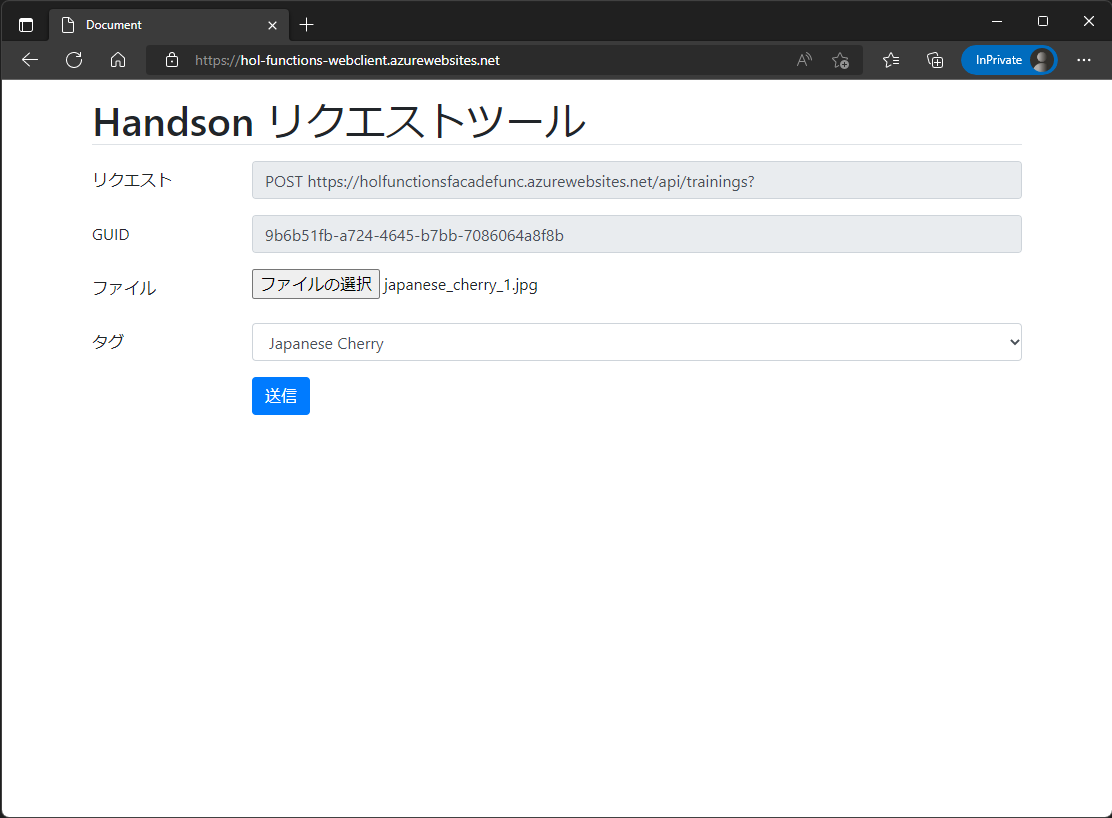 Document
https://hol-functions-webclient.azurewebsites.net
InPrivate
Handson リクエストツール
リクエスト
POST https://holfunctionsfacadefunc.azurewebsites.net/api/trainings?
GUID
9b6b51fb-a724-4645-b7bb-7086064a8f8b
ファイル
ファイルの選択 japanese_cherry_1.jpg
タグ
Japanese Cherry
送信